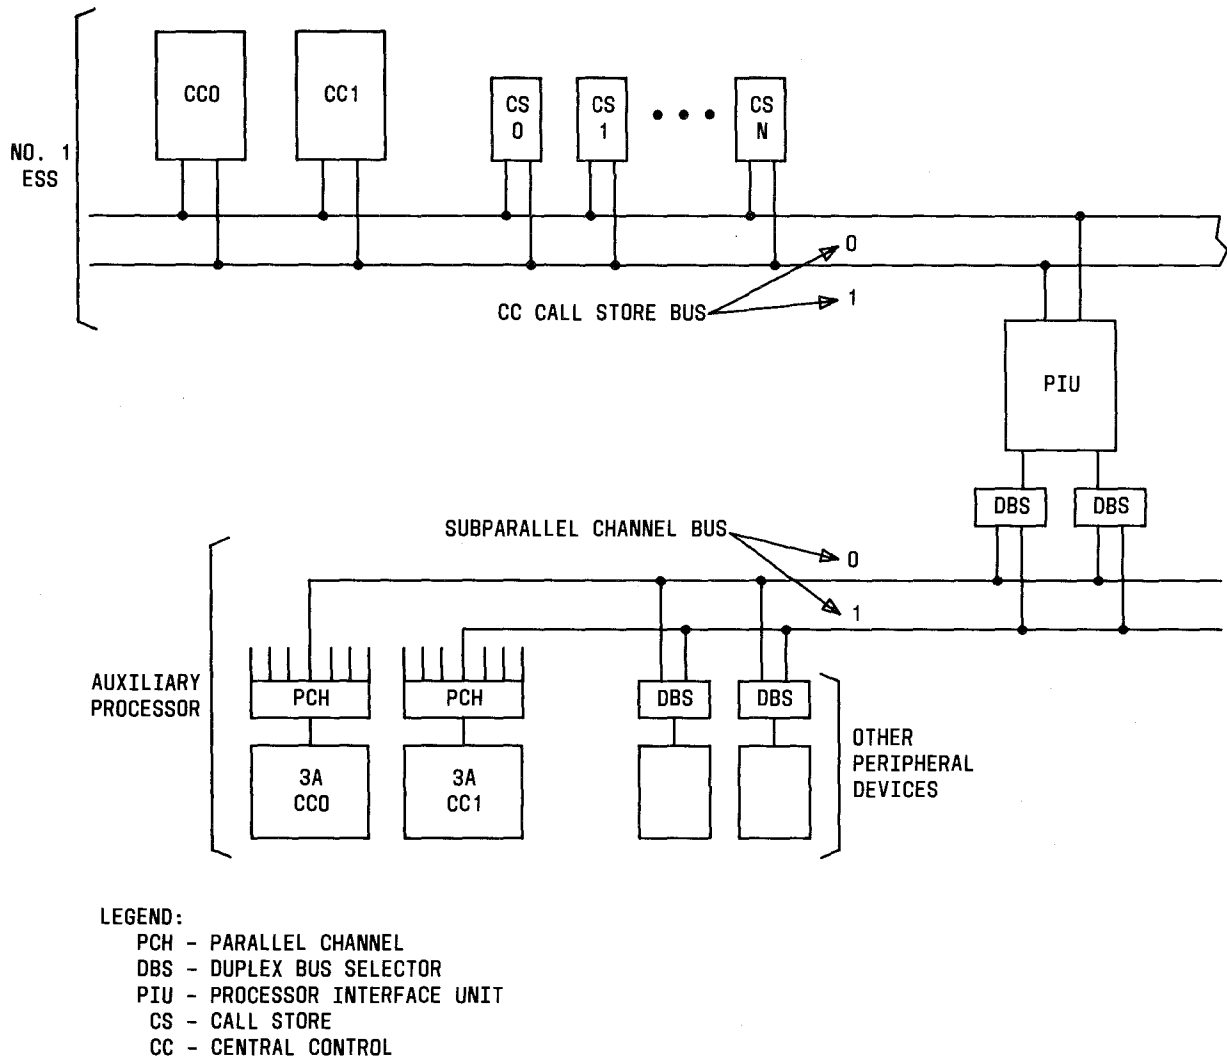 CC0
CC1
CS
0
CS
1
CS
N
NO. 1
ESS
0
1
CC CALL STORE BUS
PIU
DBS
DBS
SUBPARALLEL CHANNEL BUS
0
1
AUXILIARY
PROCESSOR
PCH
PCH
DBS
DBS
3A
CC0
3A
CC1
OTHER
PERIPHERAL
DEVICES
LEGEND:
PCH - PARALLEL CHANNEL
DBS - DUPLEX BUS SELECTOR
PIU - PROCESSOR INTERFACE UNIT
CS - CALL STORE
CC - CENTRAL CONTROL